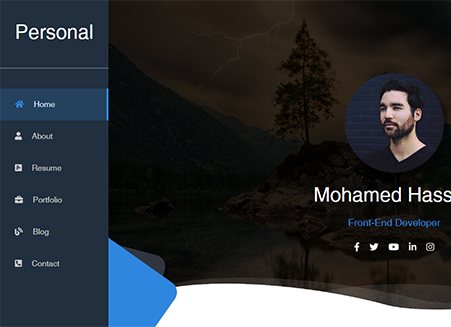 Personal
Home
About
Resume
Portfolio
Blog
Contact
Mohamed Hass
Front-End Developer